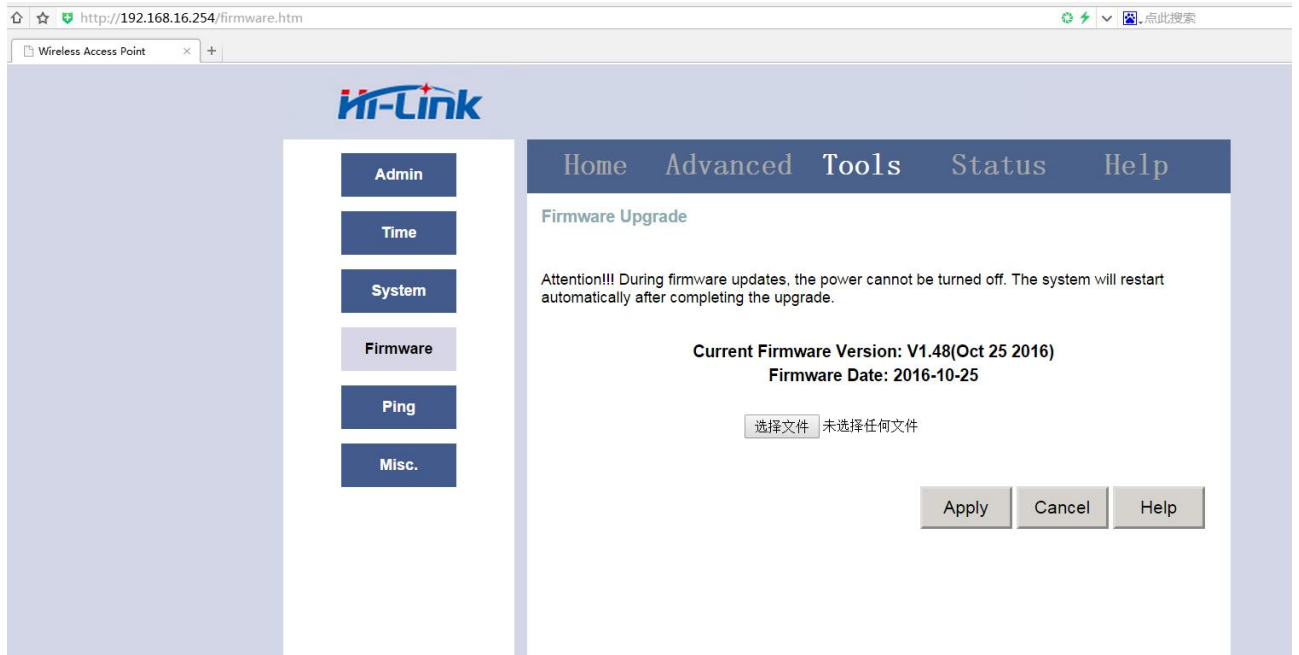 http://192.168.16.254/firmware.htm
点此搜索
Wireless Access Point
Hi-Link
Home Advanced Tools Status Help
Admin
Time
System
Firmware
Ping
Misc.
Firmware Upgrade
Attention!!! During firmware updates, the power cannot be turned off. The system will restart
automatically after completing the upgrade.
Current Firmware Version: V1.48(Oct 25 2016)
Firmware Date: 2016-10-25
选择文件 未选择任何文件
Apply Cancel Help